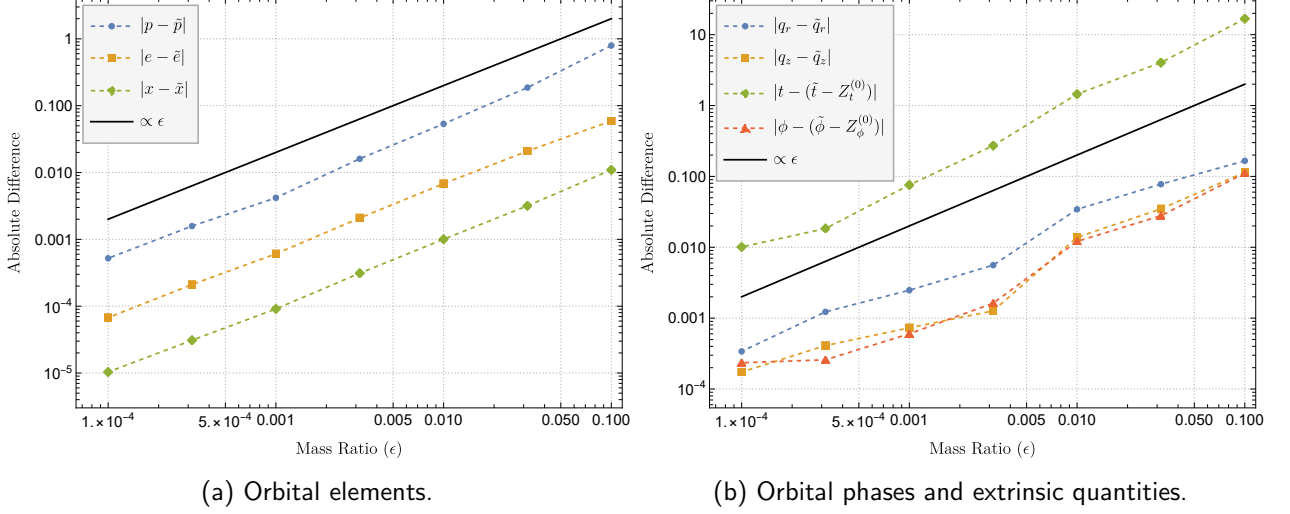 |p − p̃|
|e − ẽ|
|x − x̃|
∝ ϵ
1
0.100
0.010
0.001
10⁻⁴
10⁻⁵
Absolute Difference
1.×10⁻⁴ 5.×10⁻⁴ 0.001 0.005 0.010 0.050 0.100
Mass Ratio (ϵ)
(a) Orbital elements.
|q_r − q̃_r|
|q_z − q̃_z|
|t − (t̃ − Z_t^(0))|
|ϕ − (ϕ̃ − Z_ϕ^(0))|
∝ ϵ
10
1
0.100
0.010
0.001
10⁻⁴
Absolute Difference
1.×10⁻⁴ 5.×10⁻⁴ 0.001 0.005 0.010 0.050 0.100
Mass Ratio (ϵ)
(b) Orbital phases and extrinsic quantities.